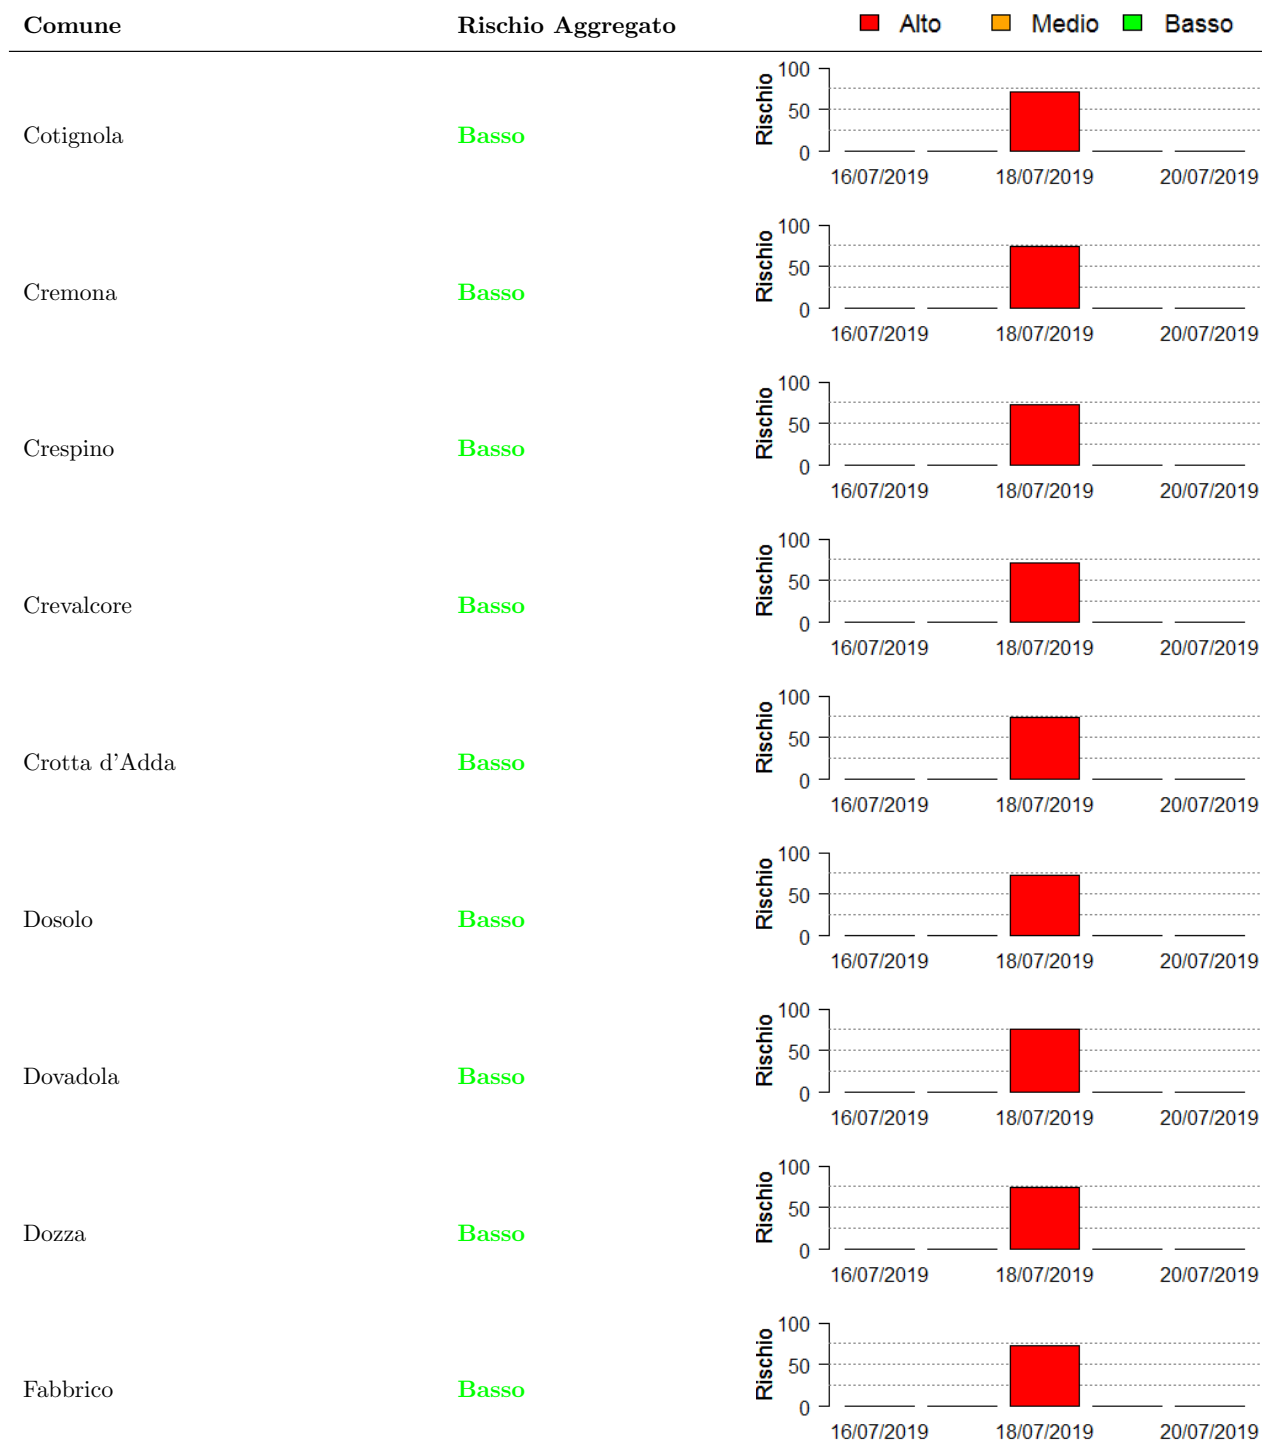 Comune Rischio Aggregato Alto Medio Basso
100
50
0
Rischio
Cotignola Basso
16/07/2019 18/07/2019 20/07/2019
100
50
0
Rischio
Cremona Basso
16/07/2019 18/07/2019 20/07/2019
100
50
0
Rischio
Crespino Basso
16/07/2019 18/07/2019 20/07/2019
100
50
0
Rischio
Crevalcore Basso
16/07/2019 18/07/2019 20/07/2019
100
50
0
Rischio
Crotta d'Adda Basso
16/07/2019 18/07/2019 20/07/2019
100
50
0
Rischio
Dosolo Basso
16/07/2019 18/07/2019 20/07/2019
100
50
0
Rischio
Dovadola Basso
16/07/2019 18/07/2019 20/07/2019
100
50
0
Rischio
Dozza Basso
16/07/2019 18/07/2019 20/07/2019
100
50
0
Rischio
Fabbrico Basso
16/07/2019 18/07/2019 20/07/2019